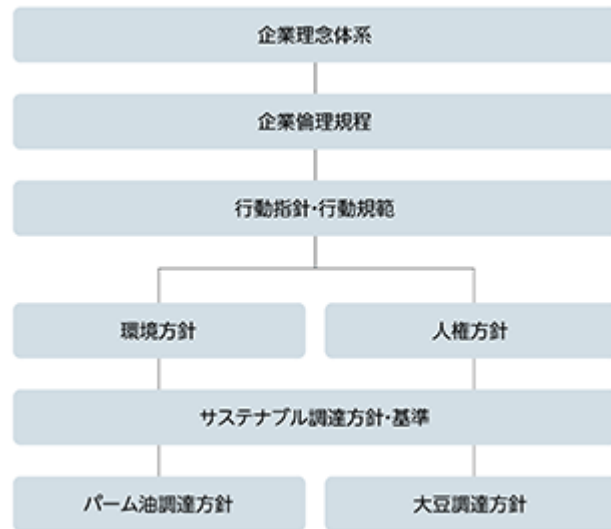 企業理念体系
企業倫理規程
行動指針・行動規範
環境方針
人権方針
サステナブル調達方針・基準
パーム油調達方針
大豆調達方針